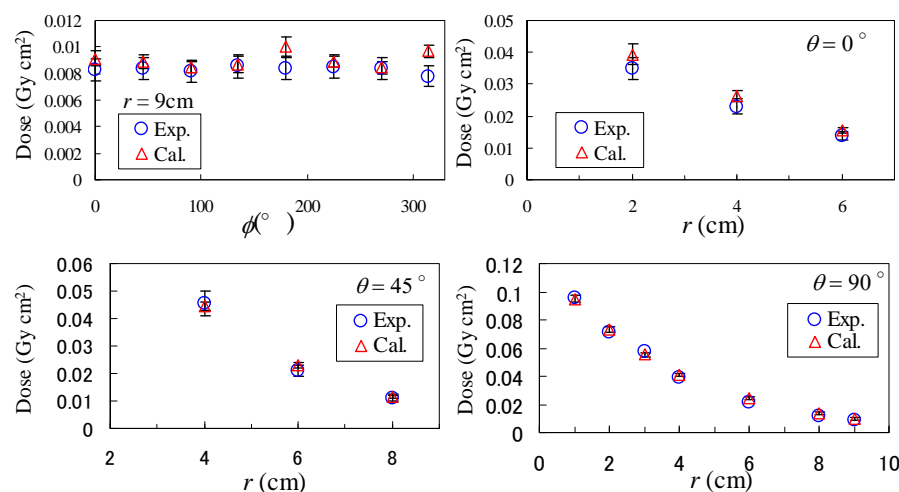 0.012
0.01
0.008
0.006
0.004
0.002
0
Dose (Gy cm²)
r = 9cm
Exp.
Cal.
0 100 200 300
ϕ(°)
0.05
0.04
0.03
0.02
0.01
0
Dose (Gy cm²)
θ = 0°
Exp.
Cal.
0 2 4 6
r (cm)
0.06
0.05
0.04
0.03
0.02
0.01
0
Dose (Gy cm²)
θ = 45°
Exp.
Cal.
2 4 6 8
r (cm)
0.12
0.1
0.08
0.06
0.04
0.02
0
Dose (Gy cm²)
θ = 90°
Exp.
Cal.
0 2 4 6 8 10
r (cm)